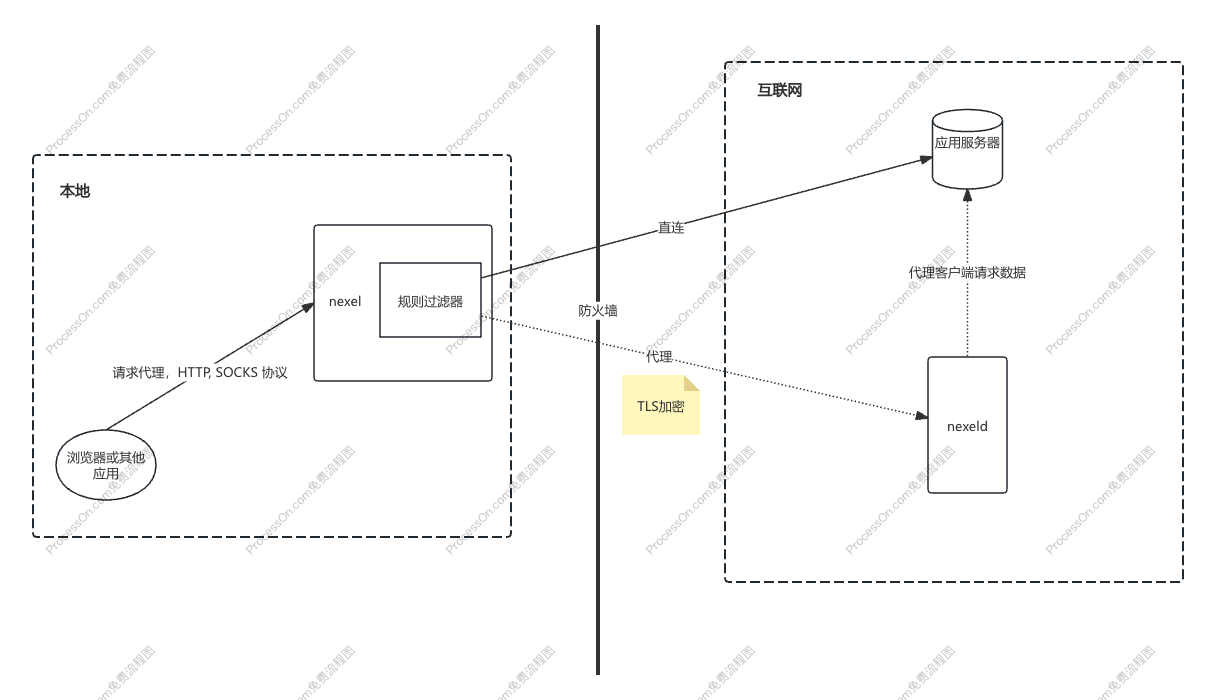 互联网
应用服务器
本地
直连
nexel
规则过滤器
代理客户端请求数据
防火墙
代理
请求代理，HTTP, SOCKS 协议
TLS加密
nexeld
浏览器或其他
应用
ProcessOn.com免费流程图